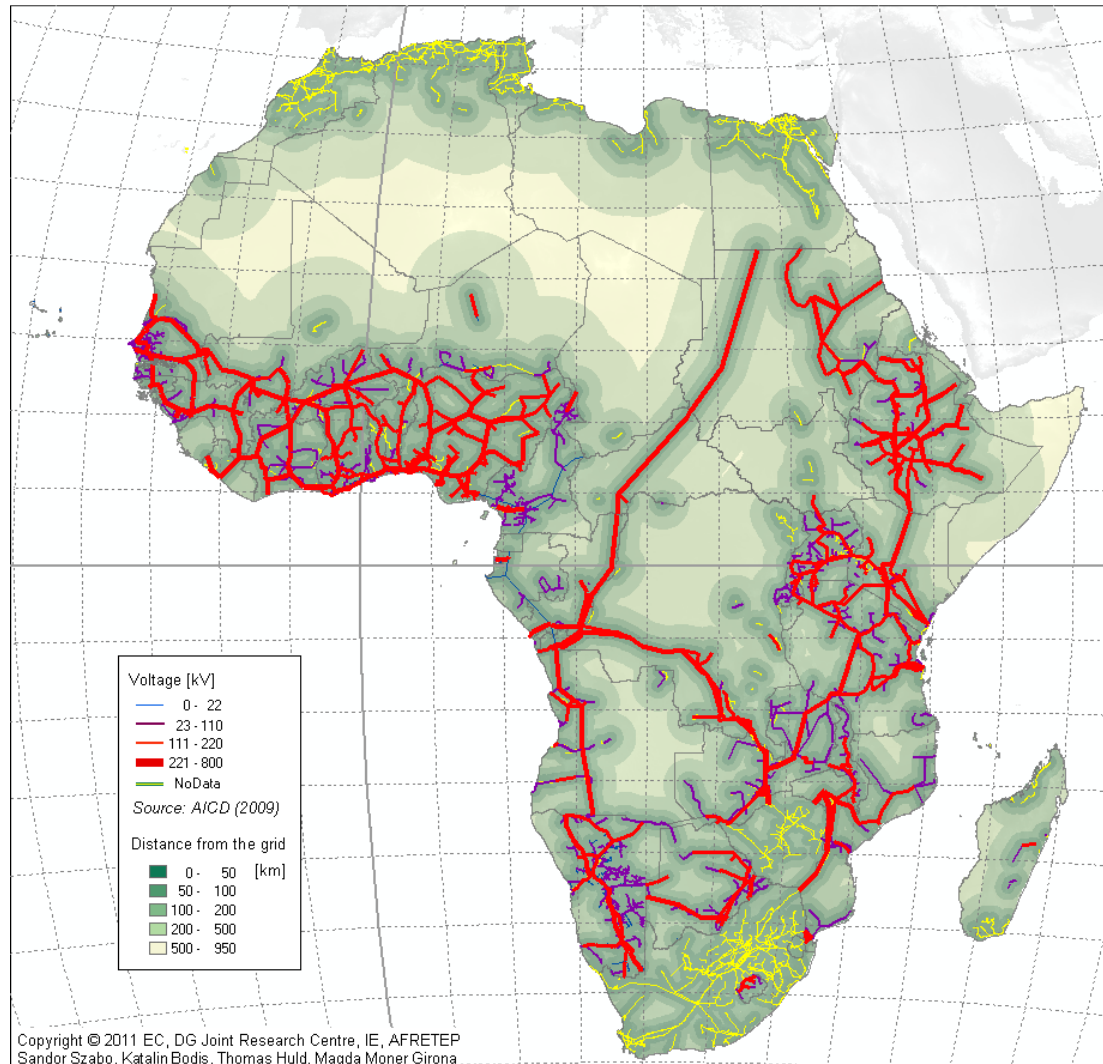 Voltage [kV]
0 - 22
23 - 110
111 - 220
221 - 800
NoData
Source: AICD (2009)
Distance from the grid
0 - 50 [km]
50 - 100
100 - 200
200 - 500
500 - 950
Copyright © 2011 EC, DG Joint Research Centre, IE, AFRETEP
Sandor Szabo, Katalin Bodis, Thomas Huld, Magda Moner Girona